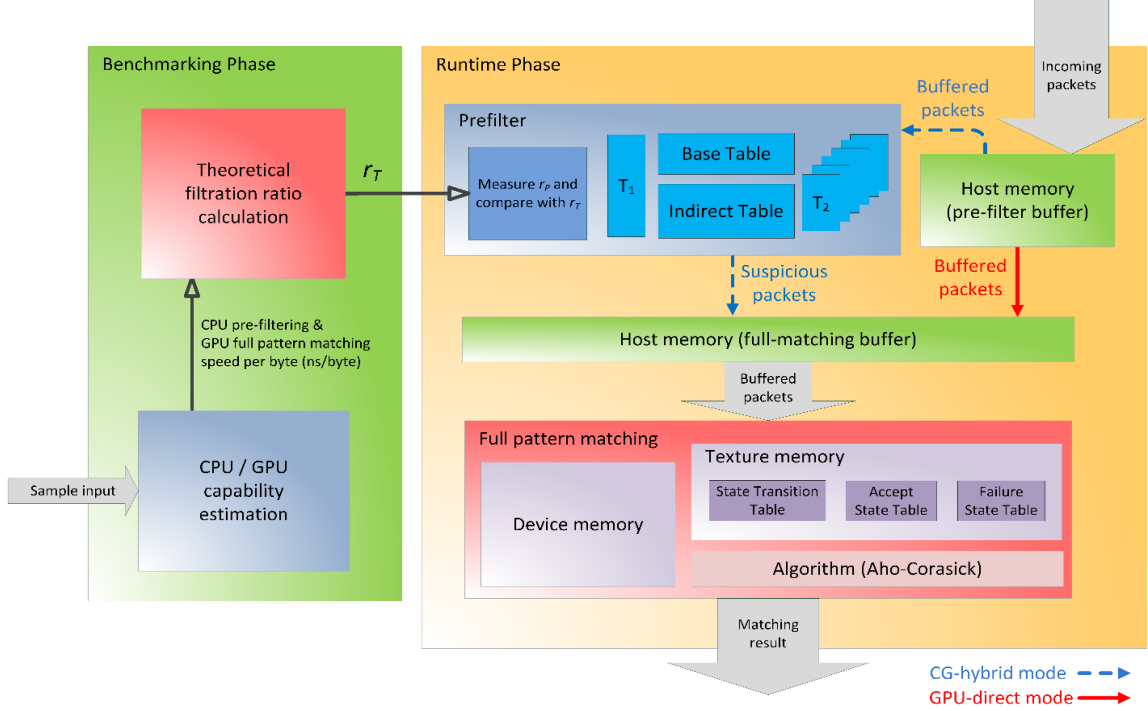 Benchmarking Phase
Theoretical
filtration ratio
calculation
r_T
CPU pre-filtering &
GPU full pattern matching
speed per byte (ns/byte)
CPU / GPU
capability
estimation
Sample input
Runtime Phase
Incoming
packets
Prefilter
Measure r_P and
compare with r_T
T_1
Base Table
Indirect Table
T_2
Buffered
packets
Host memory
(pre-filter buffer)
Suspicious
packets
Buffered
packets
Host memory (full-matching buffer)
Buffered
packets
Full pattern matching
Device memory
Texture memory
State Transition
Table
Accept
State Table
Failure
State Table
Algorithm (Aho-Corasick)
Matching
result
CG-hybrid mode
GPU-direct mode